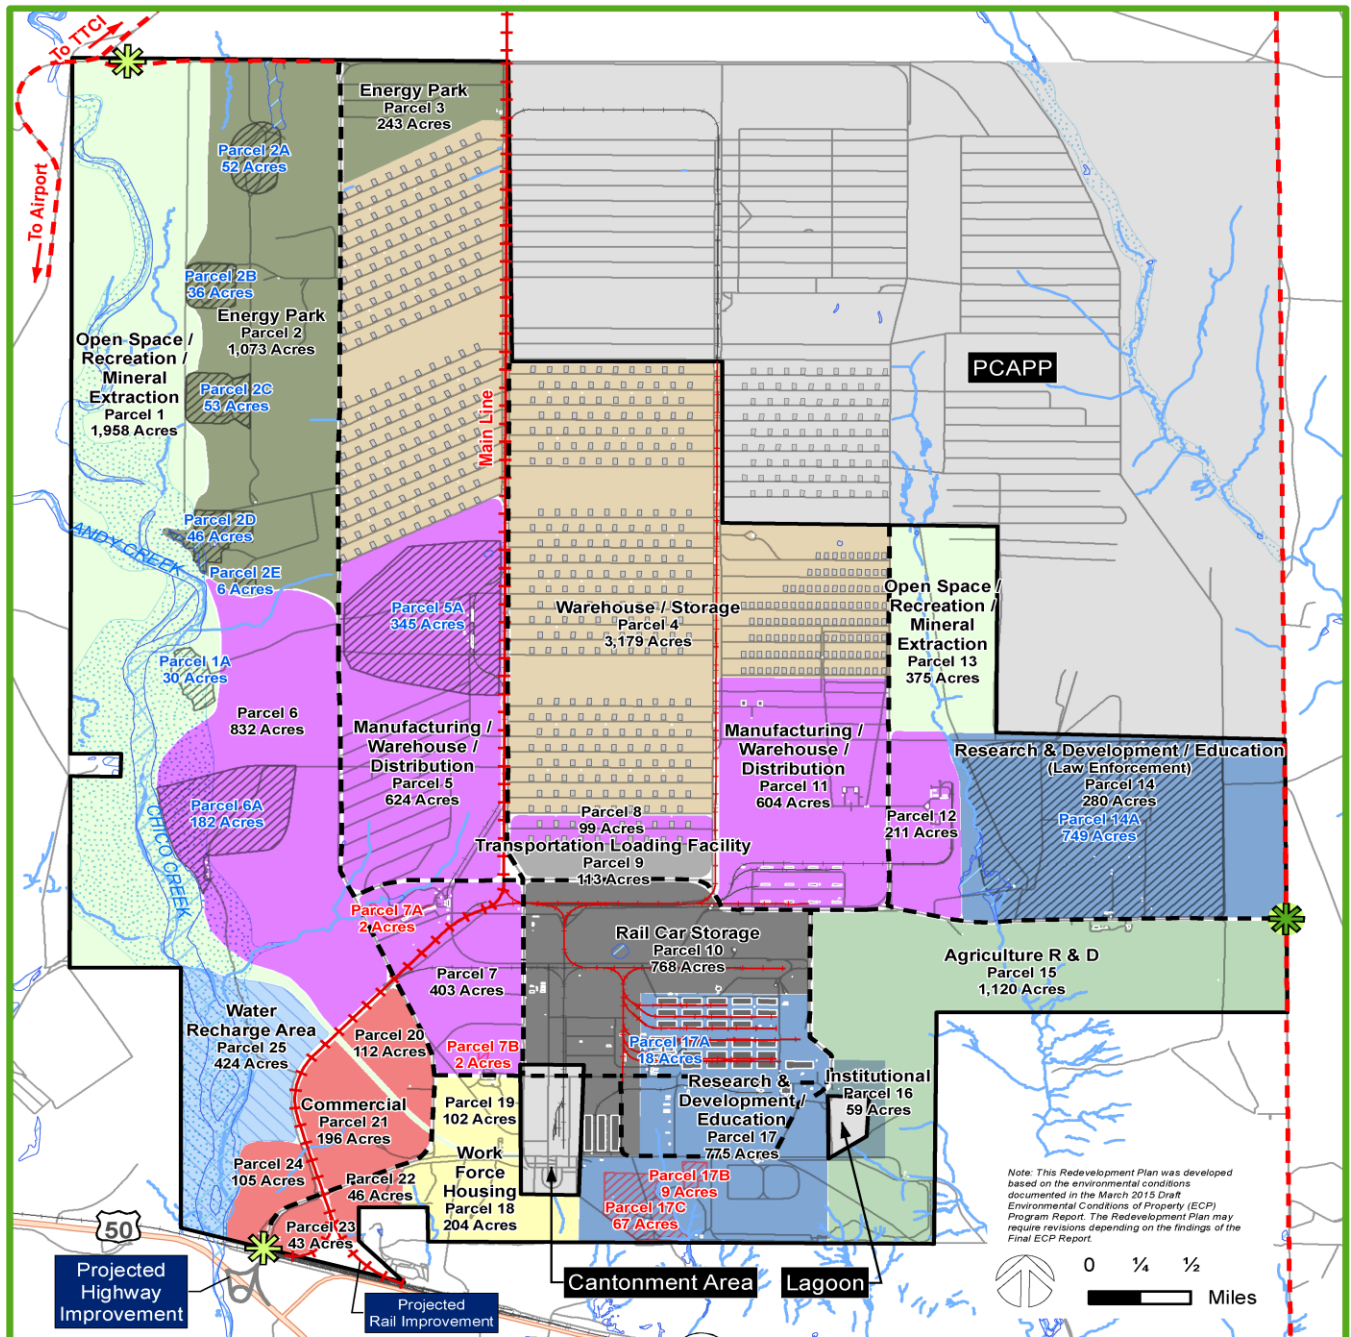 To TTCI
To Airport
Energy Park
Parcel 3
243 Acres
Parcel 2A
52 Acres
Parcel 2B
36 Acres
Energy Park
Parcel 2
1,073 Acres
Open Space /
Recreation /
Mineral
Extraction
Parcel 1
1,958 Acres
Parcel 2C
53 Acres
Main Line
PCAPP
Parcel 2D
46 Acres
ANDY CREEK
Parcel 2E
6 Acres
Parcel 5A
345 Acres
Warehouse / Storage
Parcel 4
3,179 Acres
Open Space /
Recreation /
Mineral
Extraction
Parcel 13
375 Acres
Parcel 1A
30 Acres
Parcel 6
832 Acres
Manufacturing /
Warehouse /
Distribution
Parcel 5
624 Acres
Manufacturing /
Warehouse /
Distribution
Parcel 11
604 Acres
Research & Development / Education
(Law Enforcement)
Parcel 14
280 Acres
Parcel 14A
749 Acres
Parcel 6A
182 Acres
CHICO CREEK
Parcel 8
99 Acres
Parcel 12
211 Acres
Transportation Loading Facility
Parcel 9
113 Acres
Parcel 7A
2 Acres
Rail Car Storage
Parcel 10
768 Acres
Agriculture R & D
Parcel 15
1,120 Acres
Parcel 7
403 Acres
Water
Recharge Area
Parcel 25
424 Acres
Parcel 20
112 Acres
Parcel 7B
2 Acres
Parcel 17A
18 Acres
Research &
Development /
Education
Parcel 17
775 Acres
Institutional
Parcel 16
59 Acres
Commercial
Parcel 21
196 Acres
Parcel 19
102 Acres
Work
Force
Housing
Parcel 18
204 Acres
Parcel 24
105 Acres
Parcel 22
46 Acres
Parcel 17B
9 Acres
Parcel 17C
67 Acres
Parcel 23
43 Acres
50
Projected
Highway
Improvement
Projected
Rail Improvement
Cantonment Area
Lagoon
Note: This Redevelopment Plan was developed
based on the environmental conditions
documented in the March 2015 Draft
Environmental Conditions of Property (ECP)
Program Report. The Redevelopment Plan may
require revisions depending on the findings of the
Final ECP Report.
0 ¼ ½
Miles